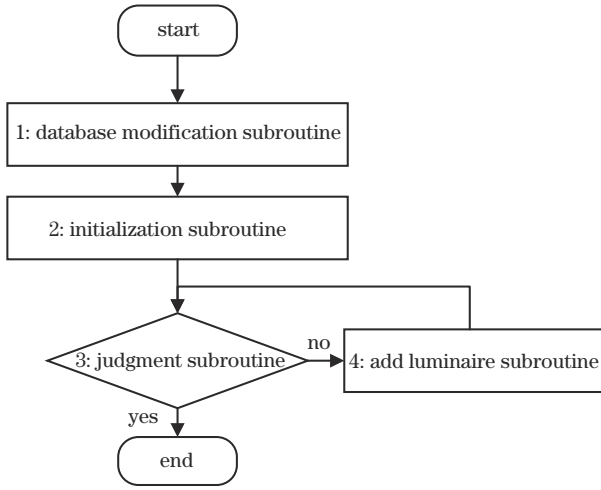 start
1: database modification subroutine
2: initialization subroutine
3: judgment subroutine
no
4: add luminaire subroutine
yes
end